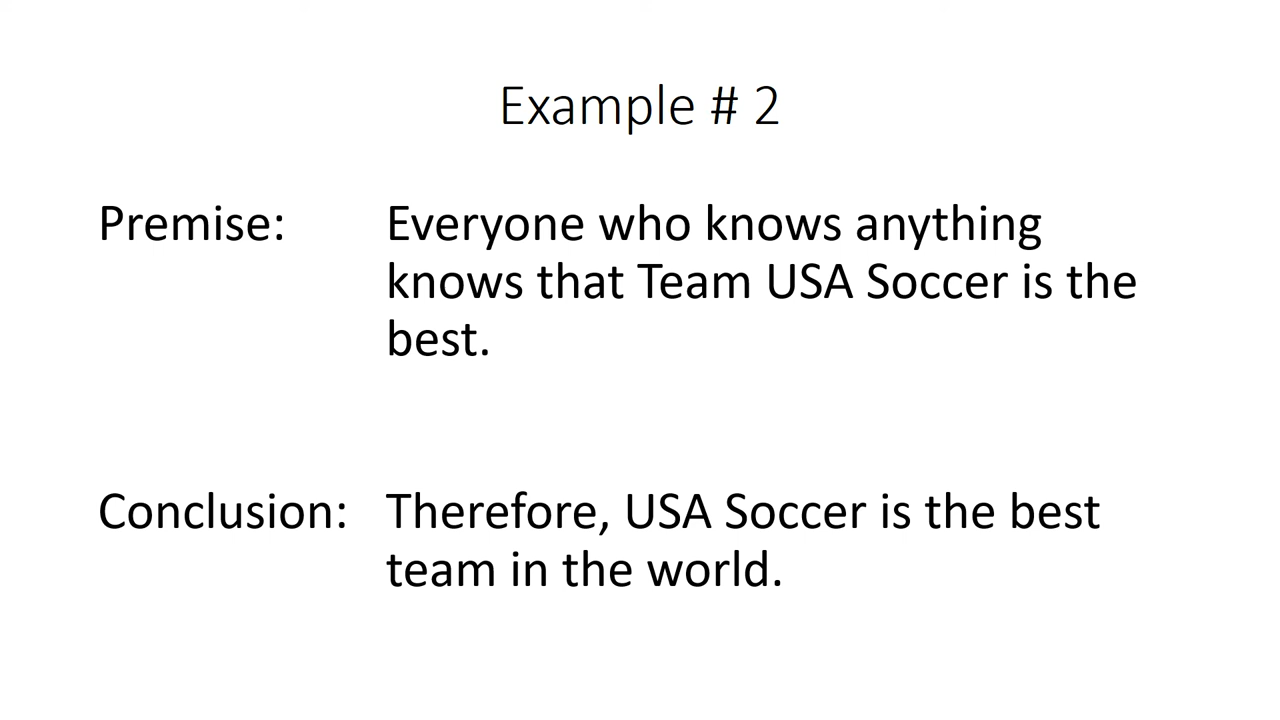 Example # 2
Premise: Everyone who knows anything
knows that Team USA Soccer is the
best.
Conclusion: Therefore, USA Soccer is the best
team in the world.